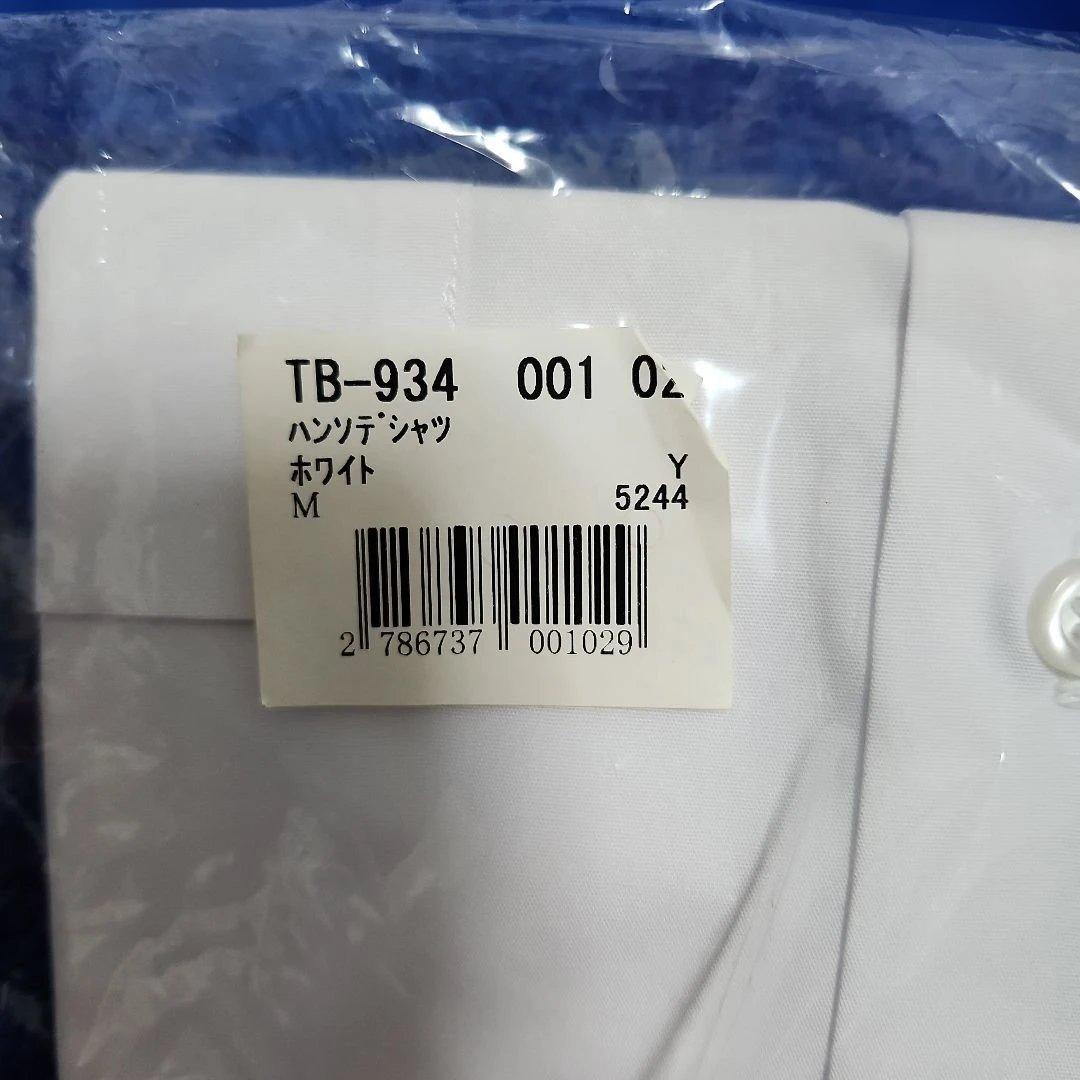 TB-934 001 02
ﾊﾝｿﾃﾞｼｬﾂ
ﾎﾜｲﾄ Y
M 5244
2 786737 001029